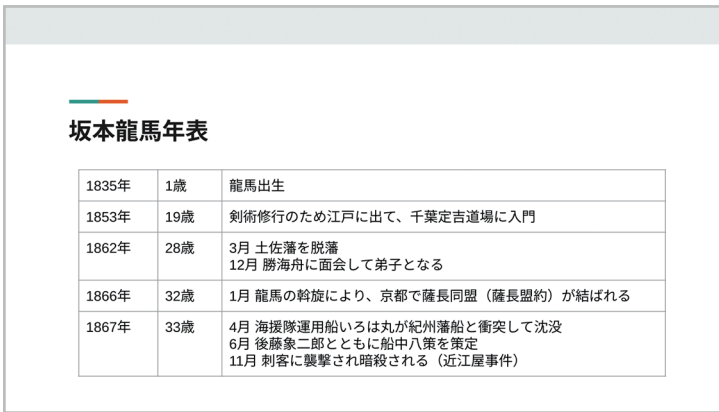 坂本龍馬年表
1835年 1歳 龍馬出生
1853年 19歳 剣術修行のため江戸に出て、千葉定吉道場に入門
1862年 28歳 3月 土佐藩を脱藩
12月 勝海舟に面会して弟子となる
1866年 32歳 1月 龍馬の斡旋により、京都で薩長同盟（薩長盟約）が結ばれる
1867年 33歳 4月 海援隊運用船いろは丸が紀州藩船と衝突して沈没
6月 後藤象二郎とともに船中八策を策定
11月 刺客に襲撃され暗殺される（近江屋事件）